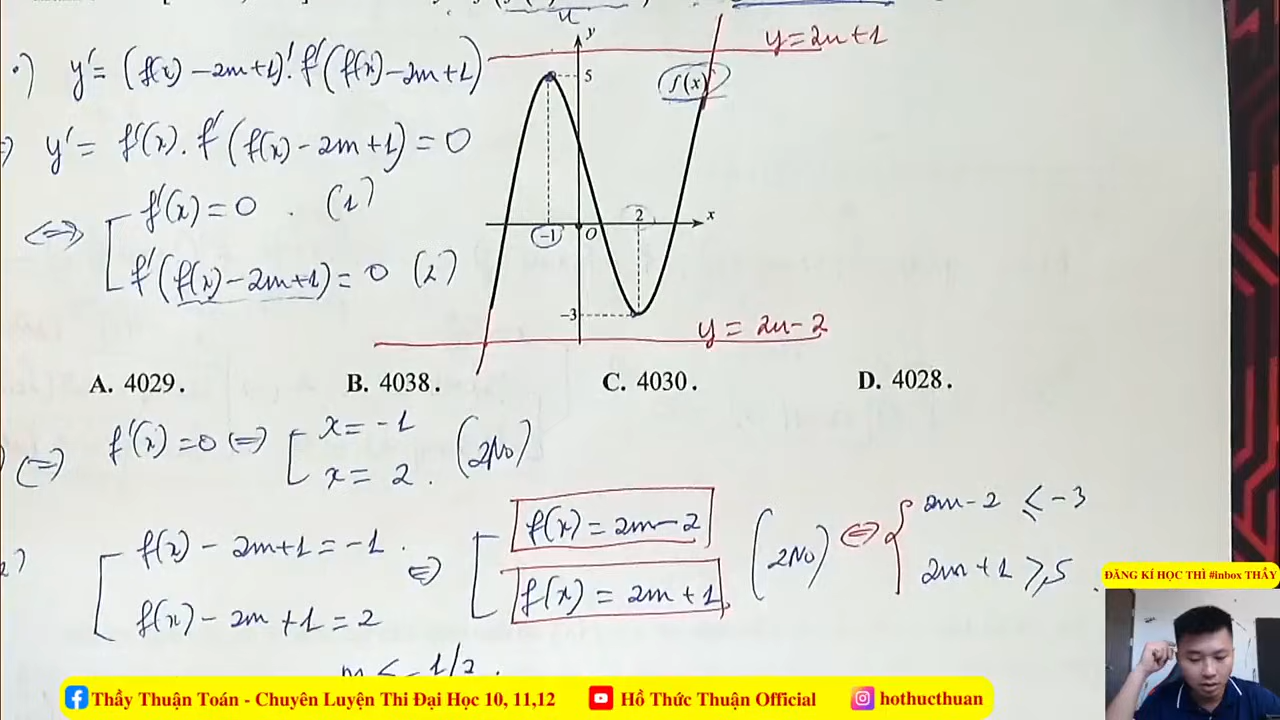 y = 2m+1
•) y' = (f(x) - 2m+1)'. f'(f(x) - 2m+1)
y
5
f(x)
y' = f'(x). f'(f(x) - 2m+1) = 0
f'(x) = 0 . (1)
<=>
2
x
-1
O
f'(f(x) - 2m+1) = 0 (2)
-3
y = 2m-2
A. 4029.
B. 4038.
C. 4030.
D. 4028.
<=> f'(x) = 0 <=> [ x = -1
x = 2 . (2No)
f(x) - 2m+1 = -1 .
<=> [ f(x) = 2m-2
(2No) <=> { 2m-2 ≤ -3
f(x) - 2m+1 = 2
f(x) = 2m+1
2m+1 ≥ 5 .
ĐĂNG KÍ HỌC THÌ #inbox THẦY
Thầy Thuận Toán - Chuyên Luyện Thi Đại Học 10, 11,12
Hồ Thức Thuận Official
hothucthuan